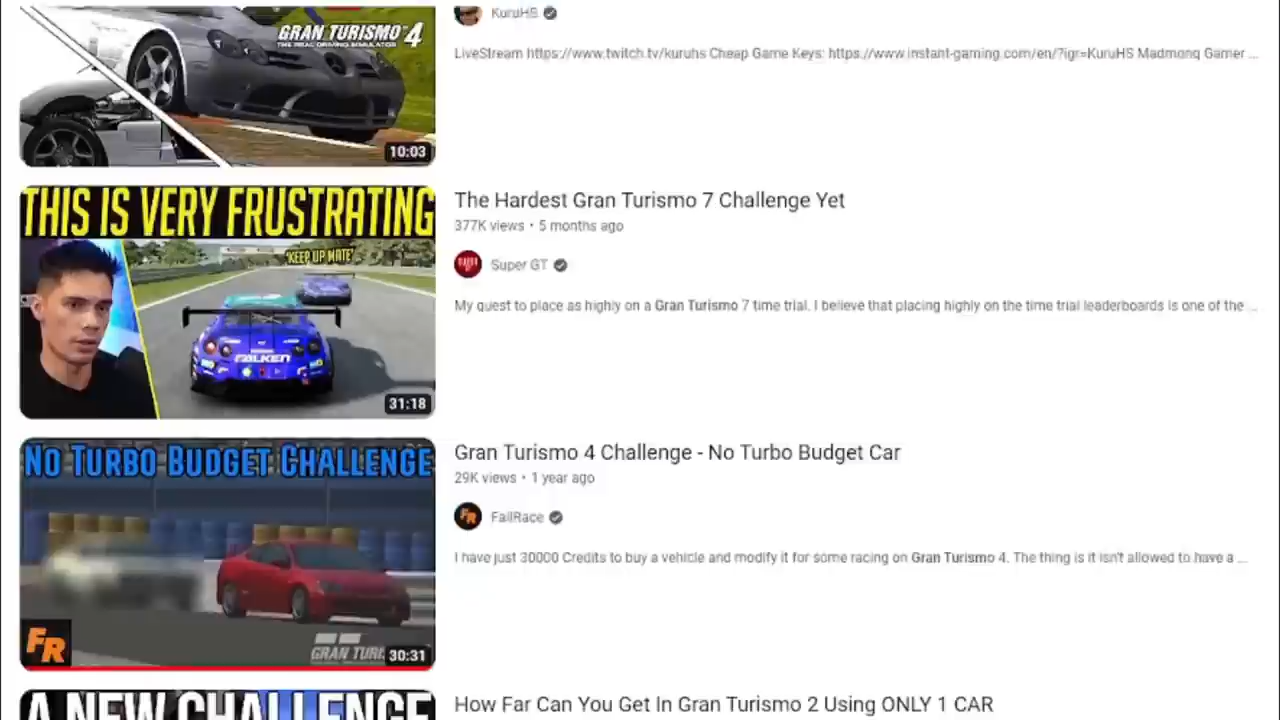 GRAN TURISMO 4
THE REAL DRIVING SIMULATOR
10:03
KuruHS
LiveStream https://www.twitch.tv/kuruhs Cheap Game Keys: https://www.instant-gaming.com/en/?igr=KuruHS Madmonq Gamer ...
THIS IS VERY FRUSTRATING
'KEEP UP MATE'
FALKEN
31:18
The Hardest Gran Turismo 7 Challenge Yet
377K views • 5 months ago
Super GT
My quest to place as highly on a Gran Turismo 7 time trial. I believe that placing highly on the time trial leaderboards is one of the ...
NO TURBO BUDGET CHALLENGE
FR
GRAN TURI
30:31
Gran Turismo 4 Challenge - No Turbo Budget Car
29K views • 1 year ago
FR
FailRace
I have just 30000 Credits to buy a vehicle and modify it for some racing on Gran Turismo 4. The thing is it isn't allowed to have a ...
A NEW CHALLENGE
How Far Can You Get In Gran Turismo 2 Using ONLY 1 CAR